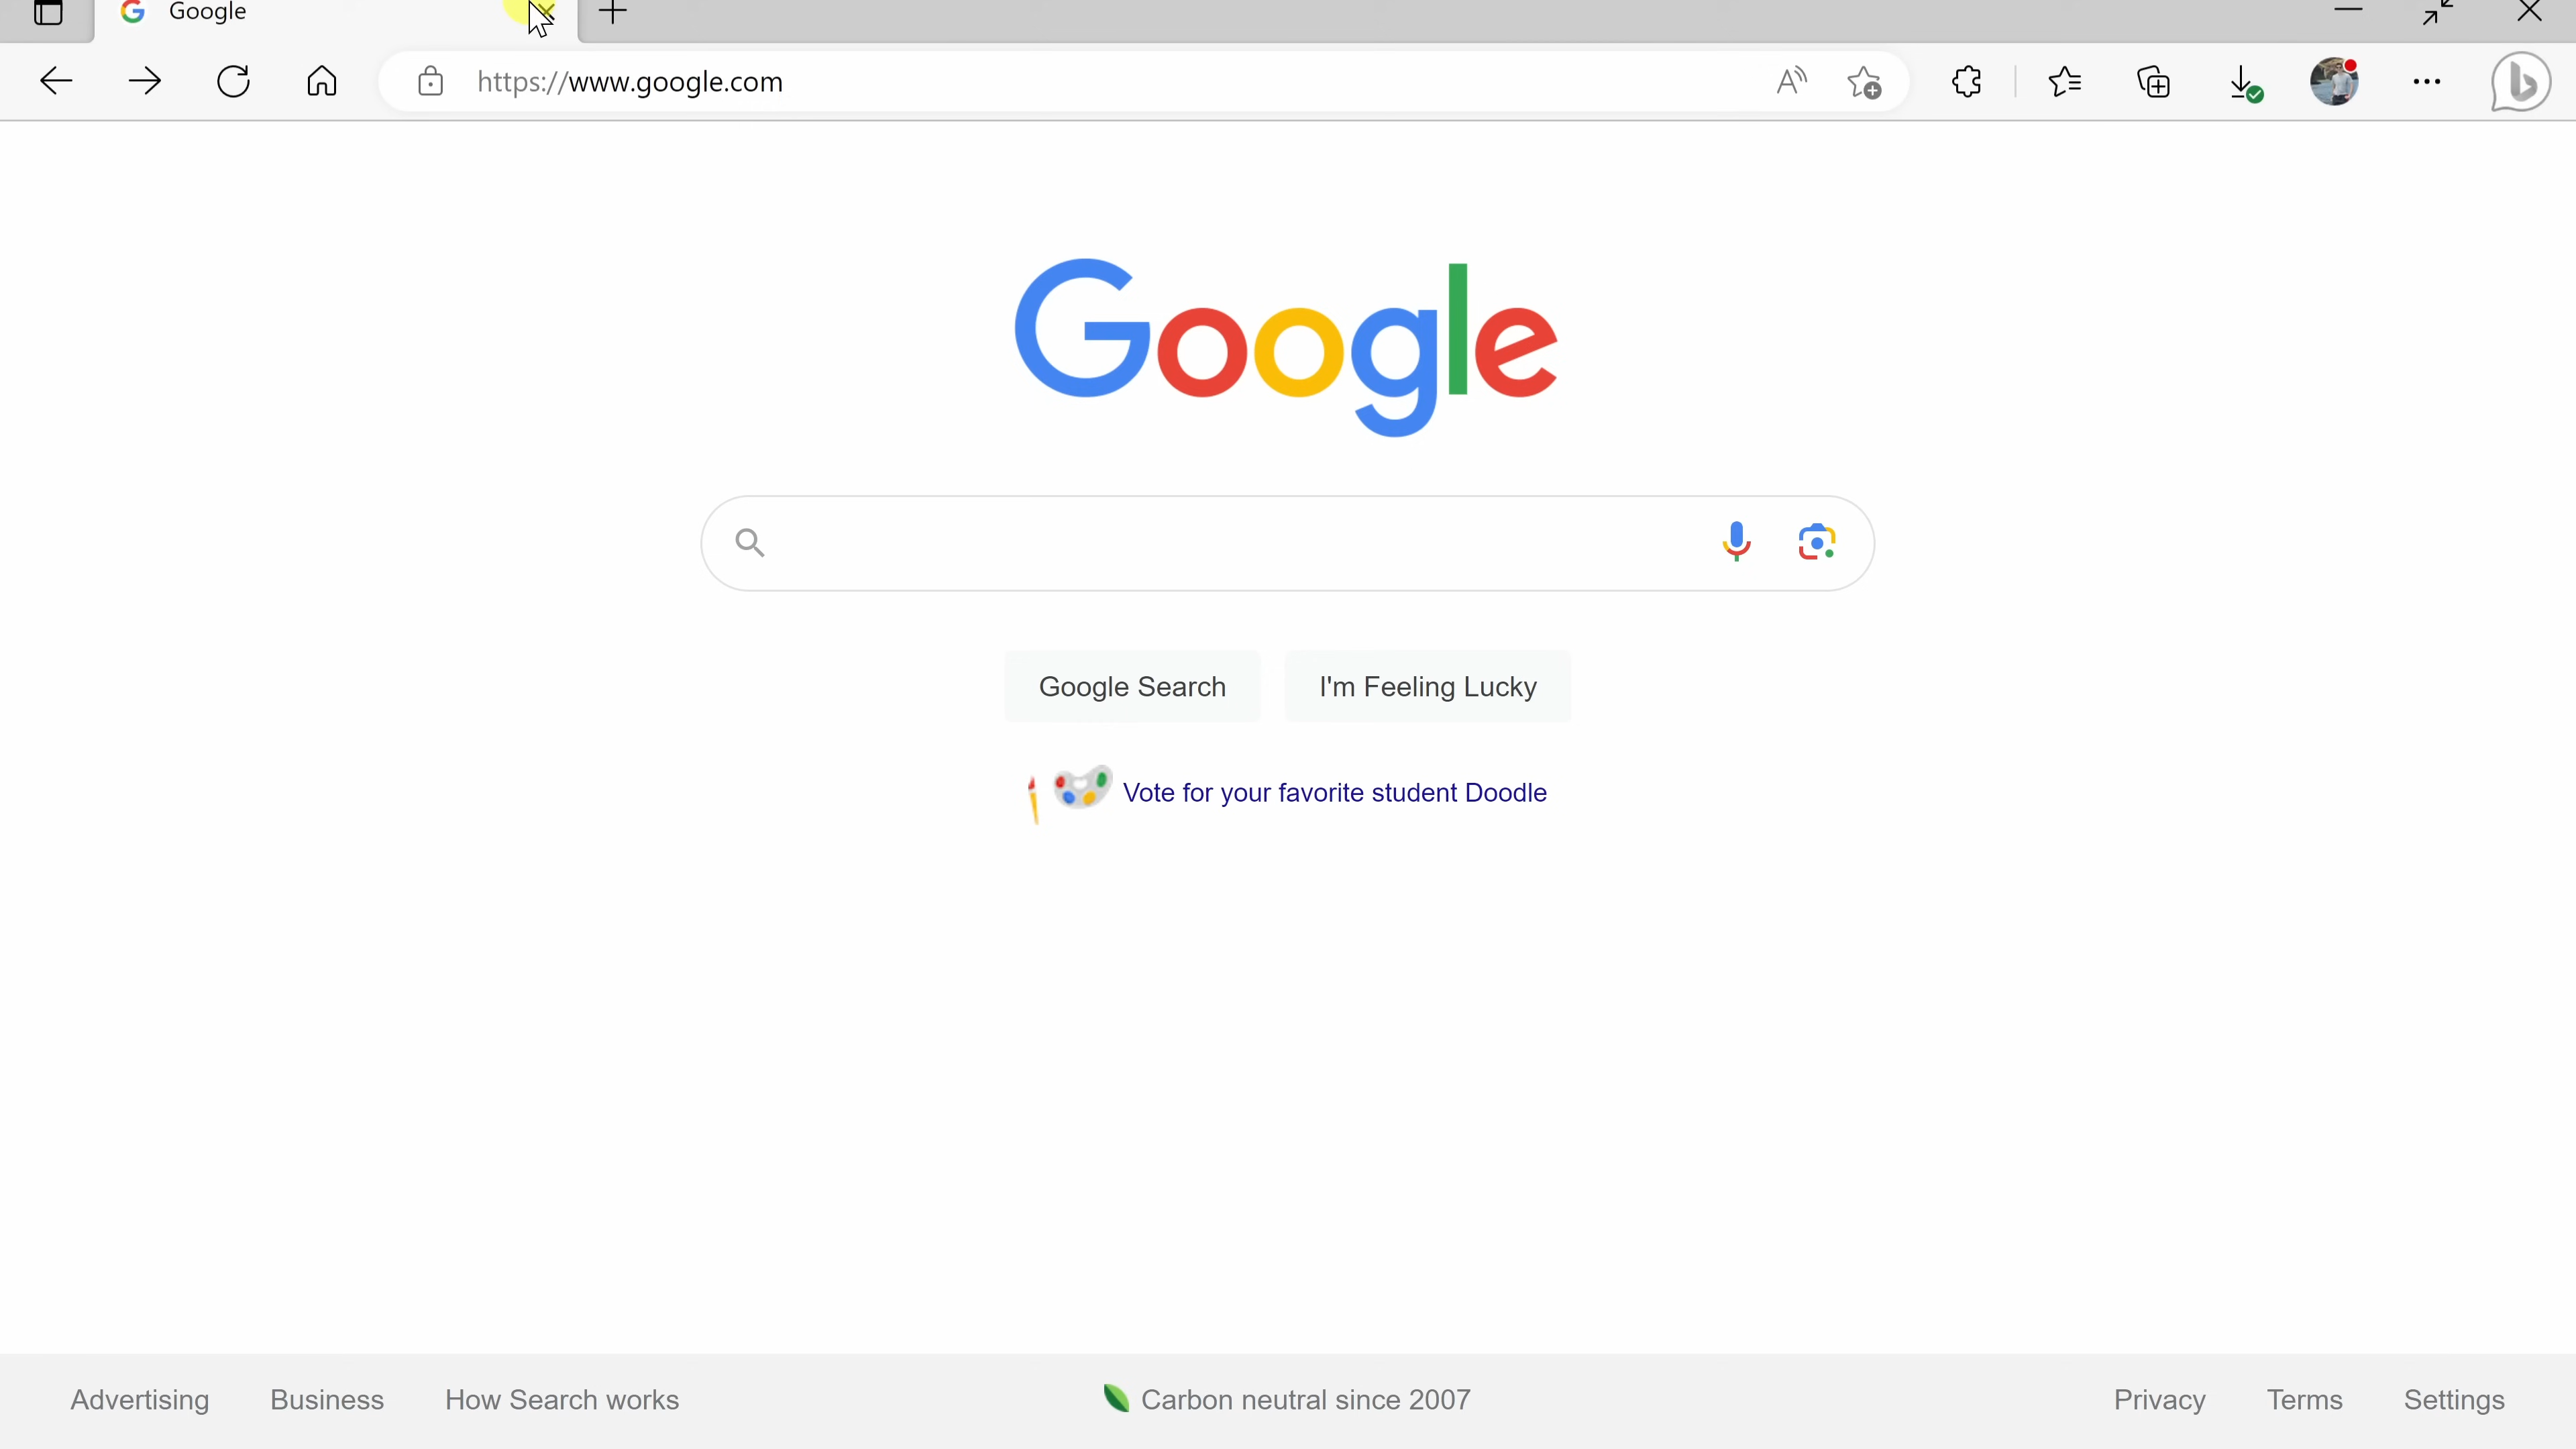 Google
https://www.google.com
Google
Google Search
I'm Feeling Lucky
Vote for your favorite student Doodle
Advertising
Business
How Search works
Carbon neutral since 2007
Privacy
Terms
Settings